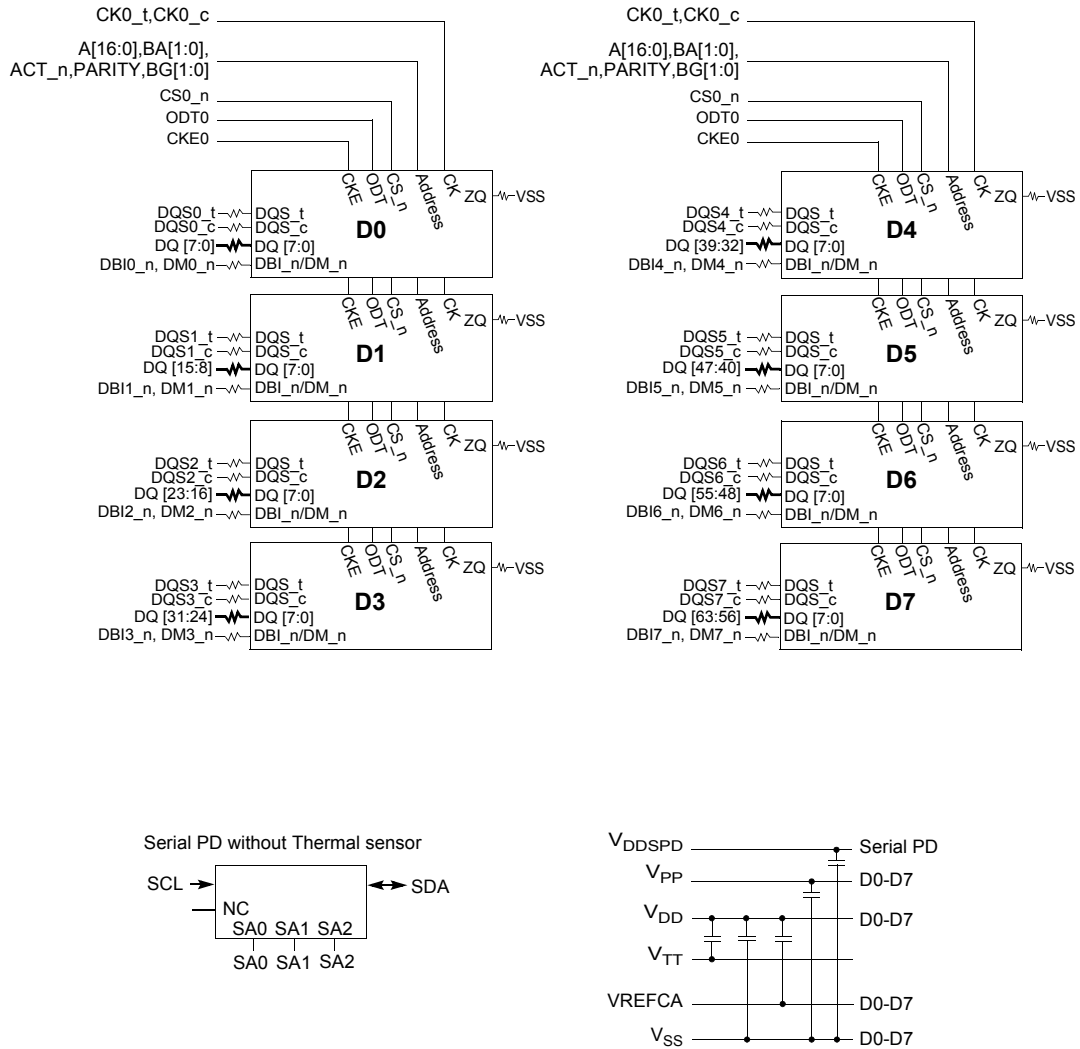 CK0_t,CK0_c
A[16:0],BA[1:0],
ACT_n,PARITY,BG[1:0]
CS0_n
ODT0
CKE0
CKE ODT CS_n Address CK ZQ VSS
DQS0_t DQS_t
DQS0_c DQS_c
D0
DQ [7:0] DQ [7:0]
DBI0_n, DM0_n DBI_n/DM_n
CKE ODT CS_n Address CK ZQ VSS
DQS1_t DQS_t
DQS1_c DQS_c
D1
DQ [15:8] DQ [7:0]
DBI1_n, DM1_n DBI_n/DM_n
CKE ODT CS_n Address CK ZQ VSS
DQS2_t DQS_t
DQS2_c DQS_c
D2
DQ [23:16] DQ [7:0]
DBI2_n, DM2_n DBI_n/DM_n
CKE ODT CS_n Address CK ZQ VSS
DQS3_t DQS_t
DQS3_c DQS_c
D3
DQ [31:24] DQ [7:0]
DBI3_n, DM3_n DBI_n/DM_n
CK0_t,CK0_c
A[16:0],BA[1:0],
ACT_n,PARITY,BG[1:0]
CS0_n
ODT0
CKE0
CKE ODT CS_n Address CK ZQ VSS
DQS4_t DQS_t
DQS4_c DQS_c
D4
DQ [39:32] DQ [7:0]
DBI4_n, DM4_n DBI_n/DM_n
CKE ODT CS_n Address CK ZQ VSS
DQS5_t DQS_t
DQS5_c DQS_c
D5
DQ [47:40] DQ [7:0]
DBI5_n, DM5_n DBI_n/DM_n
CKE ODT CS_n Address CK ZQ VSS
DQS6_t DQS_t
DQS6_c DQS_c
D6
DQ [55:48] DQ [7:0]
DBI6_n, DM6_n DBI_n/DM_n
CKE ODT CS_n Address CK ZQ VSS
DQS7_t DQS_t
DQS7_c DQS_c
D7
DQ [63:56] DQ [7:0]
DBI7_n, DM7_n DBI_n/DM_n
Serial PD without Thermal sensor
SCL SDA
NC
SA0 SA1 SA2
SA0 SA1 SA2
VDDSPD Serial PD
VPP D0-D7
VDD D0-D7
VTT
VREFCA D0-D7
VSS D0-D7